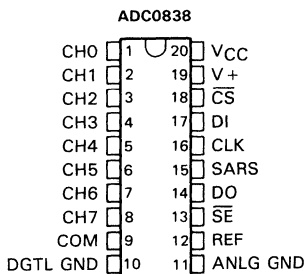 ADC0838
CH0 1 20 VCC
CH1 2 19 V+
CH2 3 18 C̅S̅
CH3 4 17 DI
CH4 5 16 CLK
CH5 6 15 SARS
CH6 7 14 DO
CH7 8 13 S̅E̅
COM 9 12 REF
DGTL GND 10 11 ANLG GND